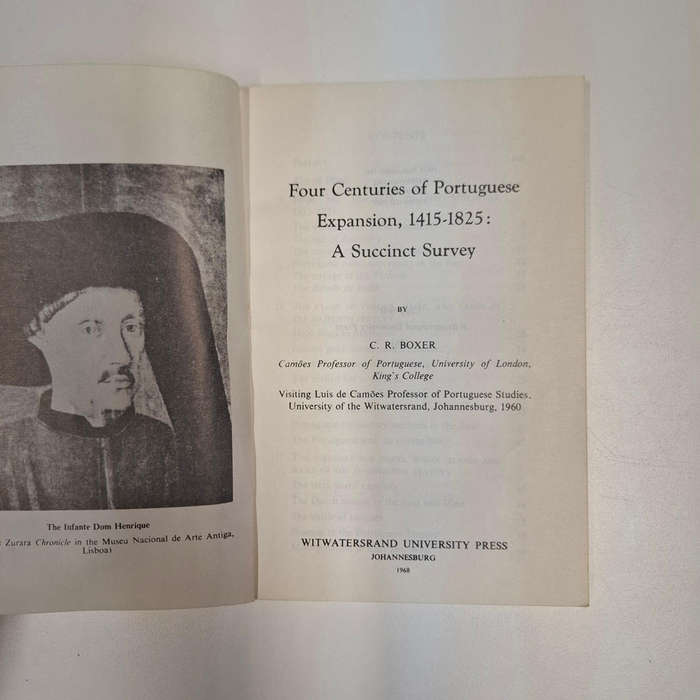 The Infante Dom Henrique
Zurara Chronicle in the Museu Nacional de Arte Antiga,
Lisboa)
Four Centuries of Portuguese
Expansion, 1415-1825:
A Succinct Survey
BY
C. R. BOXER
Camões Professor of Portuguese, University of London,
King's College
Visiting Luis de Camões Professor of Portuguese Studies,
University of the Witwatersrand, Johannesburg, 1960
WITWATERSRAND UNIVERSITY PRESS
JOHANNESBURG
1968